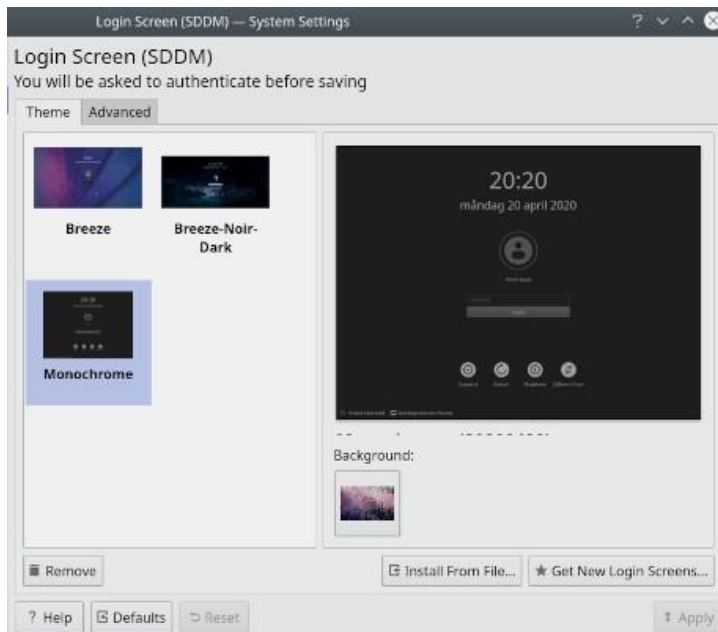 Login Screen (SDDM) — System Settings
Login Screen (SDDM)
You will be asked to authenticate before saving
Theme
Advanced
Breeze
Breeze-Noir-
Dark
Monochrome
20:20
måndag 20 april 2020
Background:
Remove
Install From File...
Get New Login Screens...
? Help
Defaults
Reset
Apply